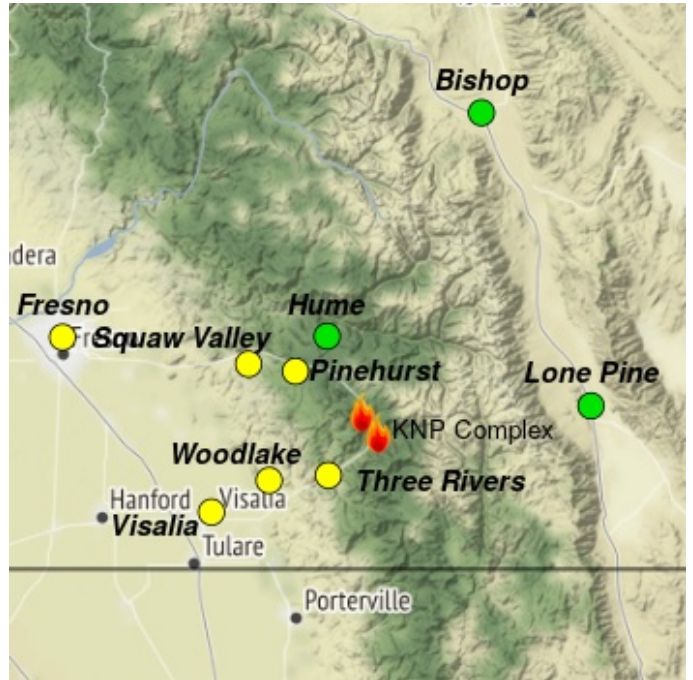 Bishop
dera
Fresno
Hume
Squaw Valley
Pinehurst
Lone Pine
KNP Complex
Woodlake
Three Rivers
Hanford
Visalia
Visalia
Tulare
Porterville